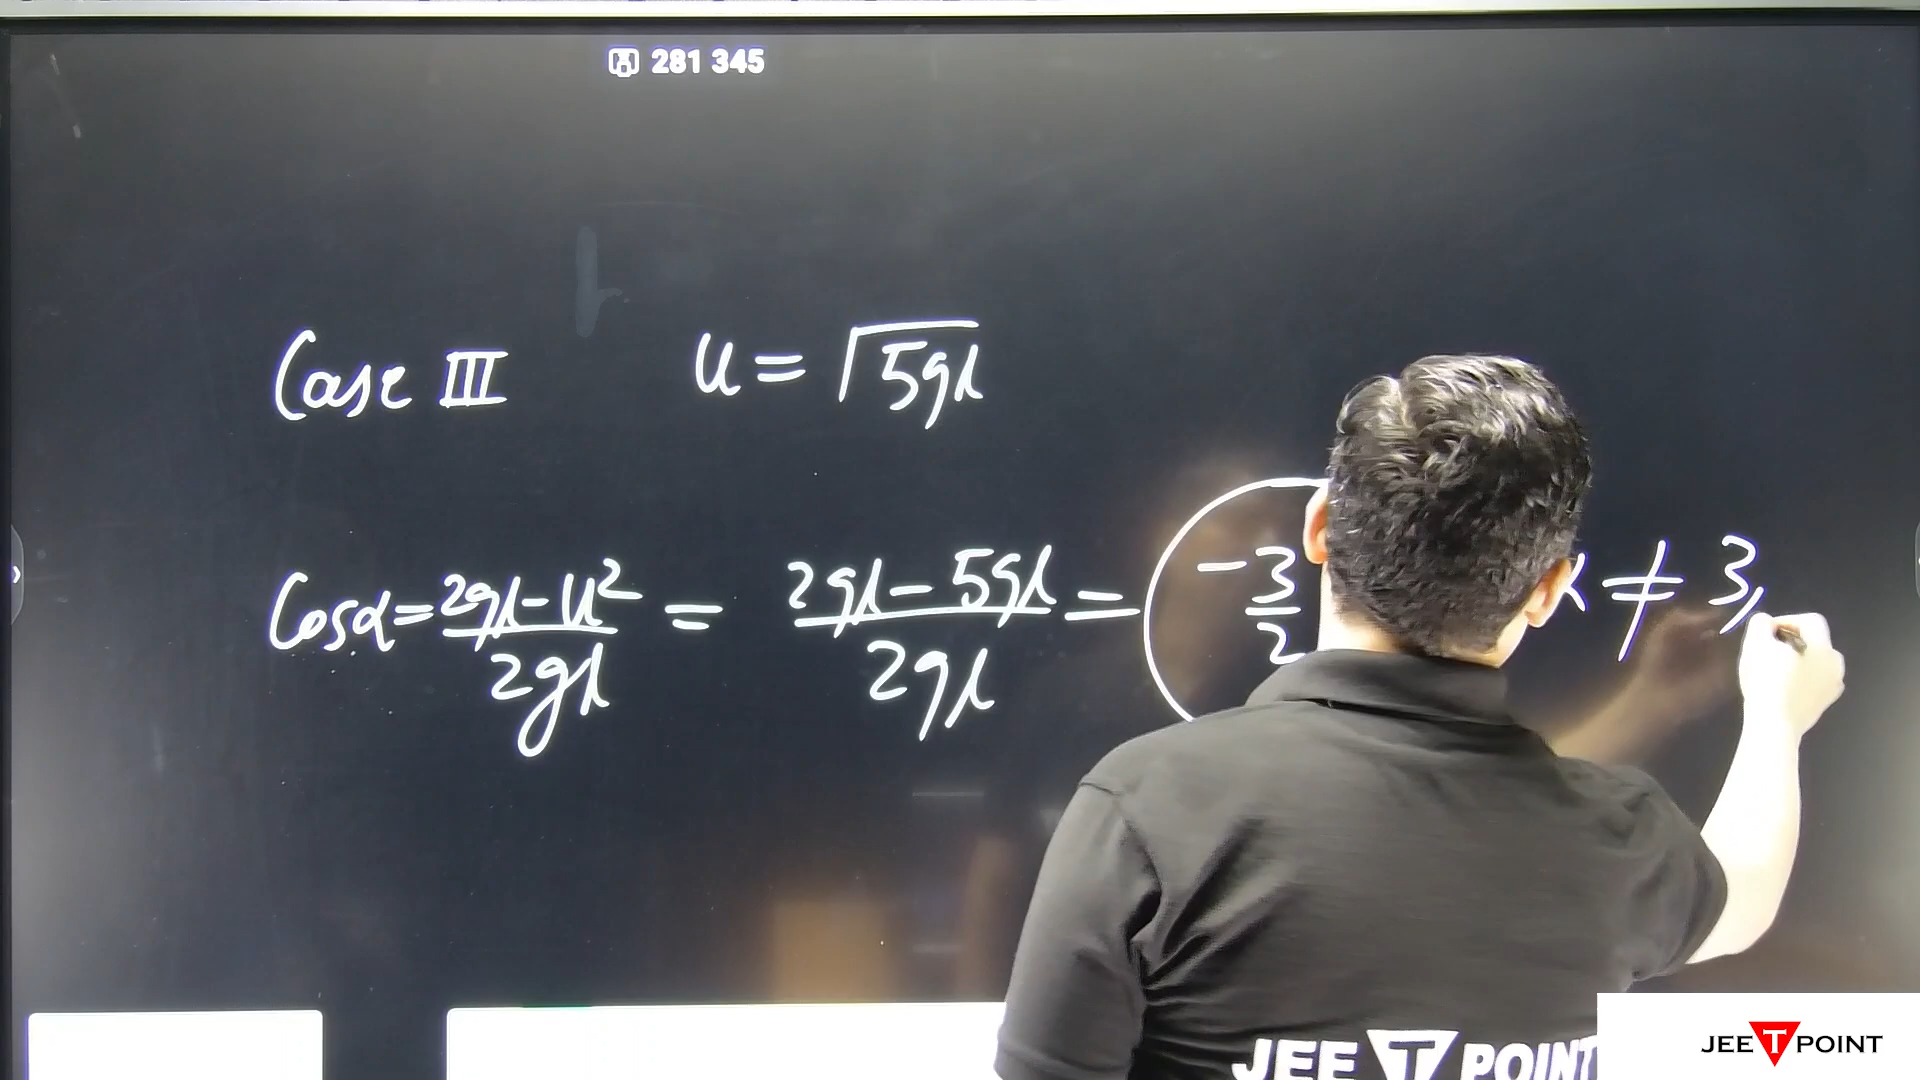 281 345
Case III u = √5gl
Cosα = (2gl - u²)/(2gl) = (2gl - 5gl)/(2gl) = -3/2 ≠ 3
JEE T POINT
JEE T POINT